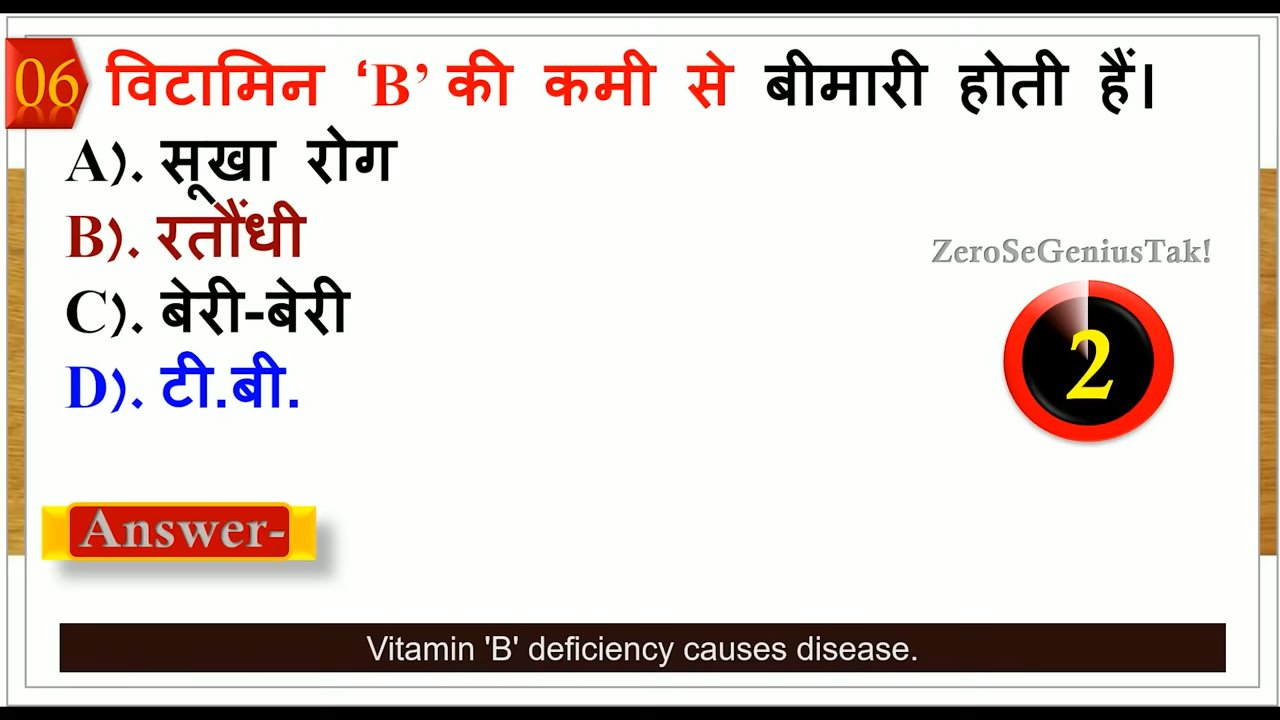 06 विटामिन ‘B’ की कमी से बीमारी होती हैं।
A). सूखा रोग
B). रतौंधी
C). बेरी-बेरी
D). टी.बी.
ZeroSeGeniusTak!
2
Answer-
Vitamin 'B' deficiency causes disease.